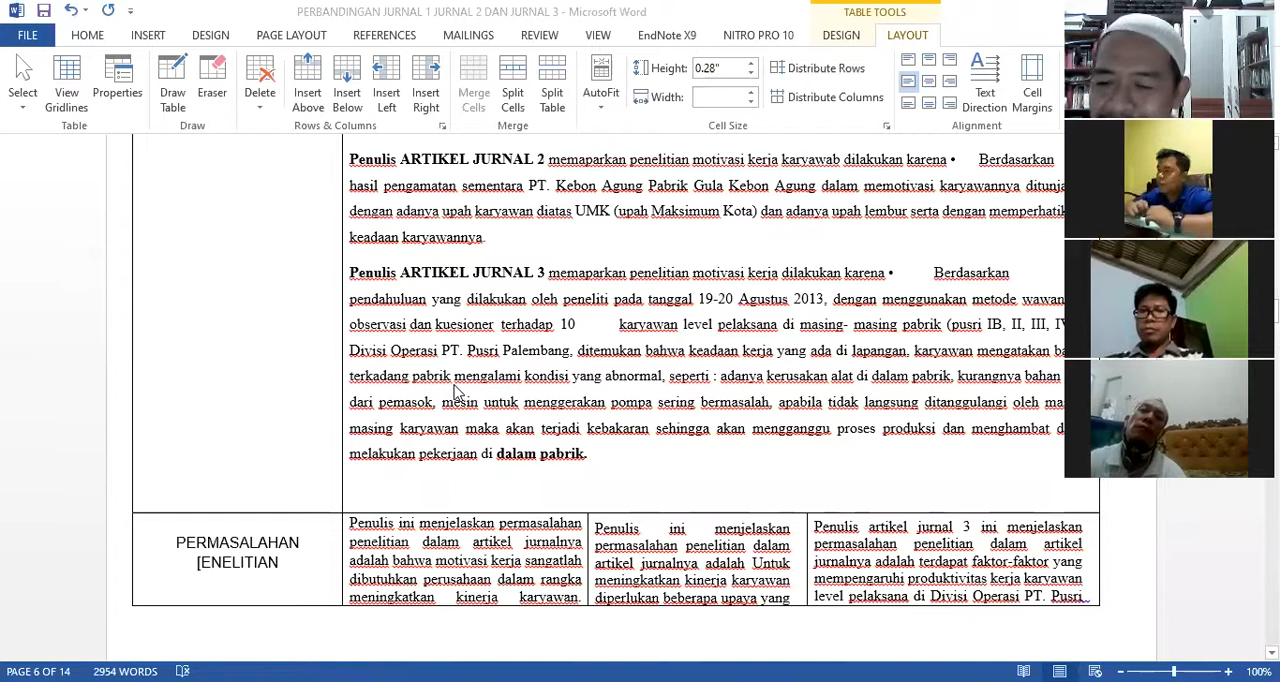 PERBANDINGAN JURNAL 1 JURNAL 2 DAN JURNAL 3 - Microsoft Word
TABLE TOOLS
FILE HOME INSERT DESIGN PAGE LAYOUT REFERENCES MAILINGS REVIEW VIEW EndNote X9 NITRO PRO 10 DESIGN LAYOUT
Select View Gridlines Properties Draw Table Eraser Delete Insert Above Insert Below Insert Left Insert Right Merge Cells Split Cells Split Table AutoFit Height: 0.28" Width: Distribute Rows Distribute Columns Text Direction Cell Margins
Table Draw Rows & Columns Merge Cell Size Alignment
Penulis ARTIKEL JURNAL 2 memaparkan penelitian motivasi kerja karyawab dilakukan karena • Berdasarkan
hasil pengamatan sementara PT. Kebon Agung Pabrik Gula Kebon Agung dalam memotivasi karyawannya
dengan adanya upah karyawan diatas UMK (upah Maksimum Kota) dan adanya upah lembur serta dengan
keadaan karyawannya.
Penulis ARTIKEL JURNAL 3 memaparkan penelitian motivasi kerja dilakukan karena • Berdasarkan
pendahuluan yang dilakukan oleh peneliti pada tanggal 19-20 Agustus 2013, dengan menggunakan metode
observasi dan kuesioner terhadap 10 karyawan level pelaksana di masing- masing pabrik (pusri IB, II, III,
Divisi Operasi PT. Pusri Palembang, ditemukan bahwa keadaan kerja yang ada di lapangan, karyawan mengatakan
terkadang pabrik mengalami kondisi yang abnormal, seperti : adanya kerusakan alat di dalam pabrik, kurangnya bahan
dari pemasok, mesin untuk menggerakan pompa sering bermasalah, apabila tidak langsung ditanggulangi oleh
masing karyawan maka akan terjadi kebakaran sehingga akan mengganggu proses produksi dan menghambat
melakukan pekerjaan di dalam pabrik.
PERMASALAHAN
[ENELITIAN
Penulis ini menjelaskan permasalahan
penelitian dalam artikel jurnalnya
adalah bahwa motivasi kerja sangatlah
dibutuhkan perusahaan dalam rangka
meningkatkan kinerja karyawan.
Penulis ini menjelaskan
permasalahan penelitian dalam
artikel jurnalnya adalah Untuk
meningkatkan kinerja karyawan
diperlukan beberapa upaya yang
Penulis artikel jurnal 3 ini menjelaskan
permasalahan penelitian dalam artikel
jurnalnya adalah terdapat faktor-faktor yang
mempengaruhi produktivitas kerja karyawan
level pelaksana di Divisi Operasi PT. Pusri
PAGE 6 OF 14 2954 WORDS 100%